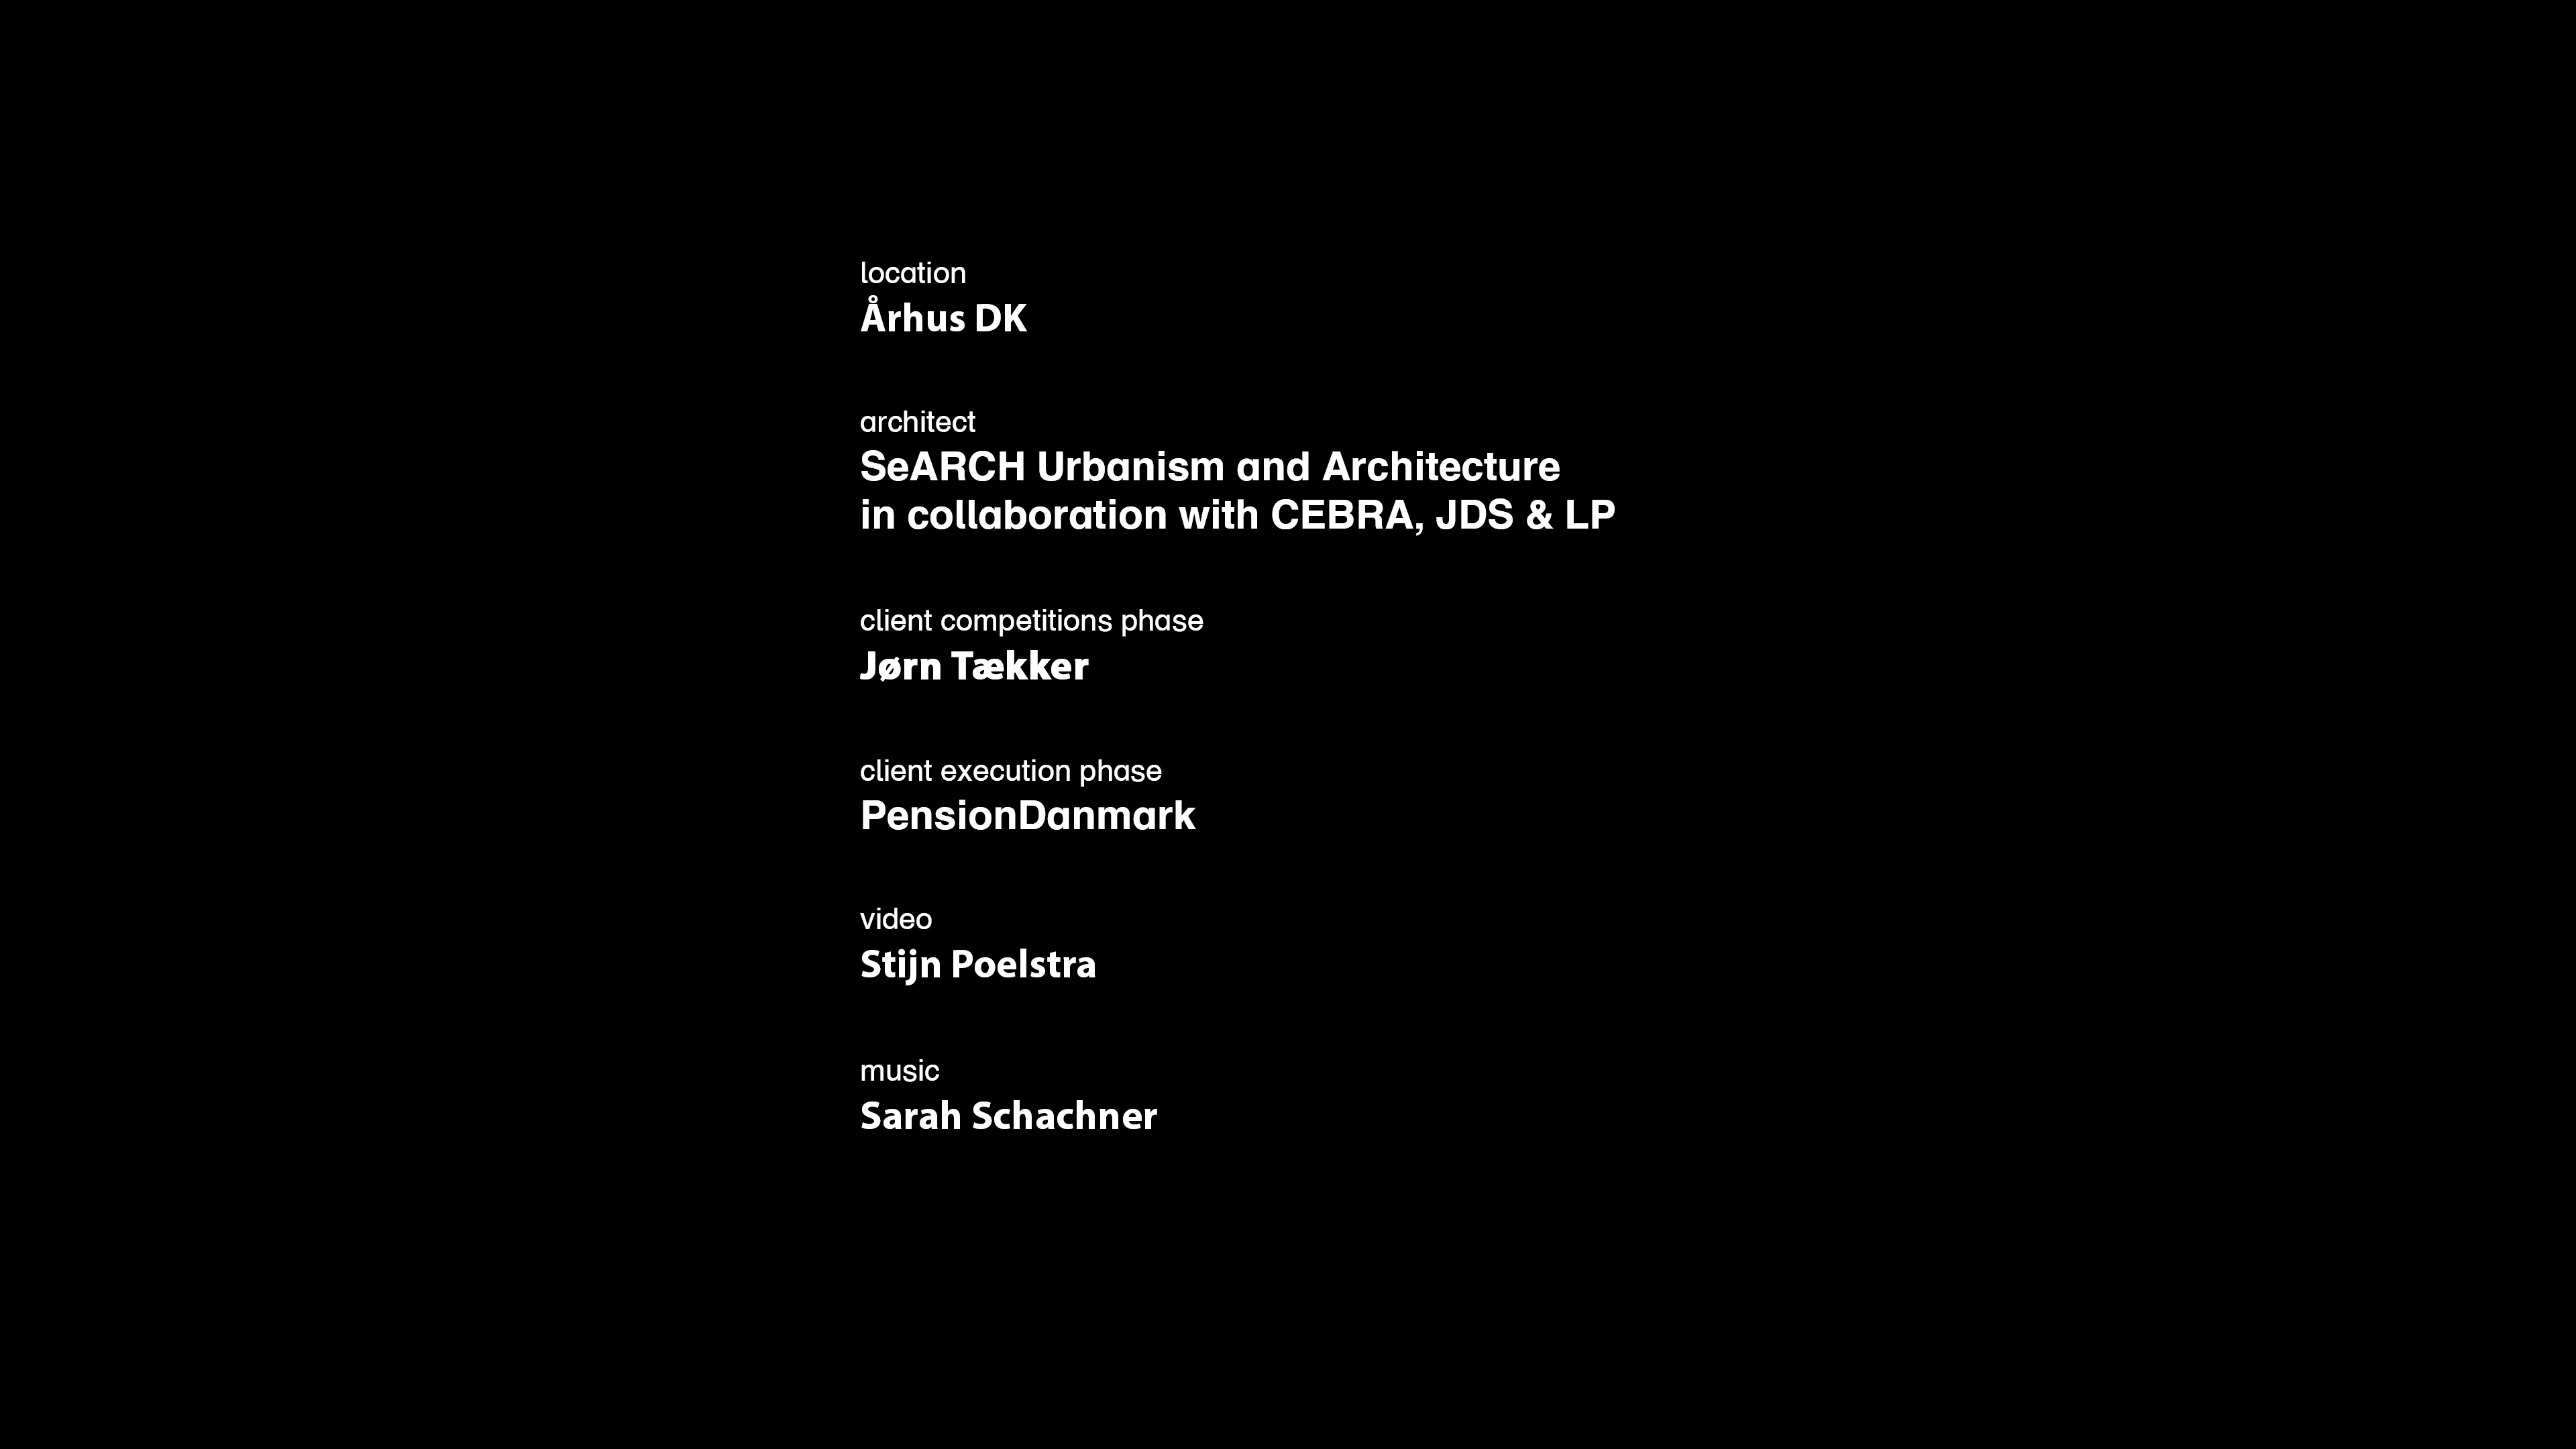 location
Århus DK
architect
SeARCH Urbanism and Architecture
in collaboration with CEBRA, JDS & LP
client competitions phase
Jørn Tækker
client execution phase
PensionDanmark
video
Stijn Poelstra
music
Sarah Schachner